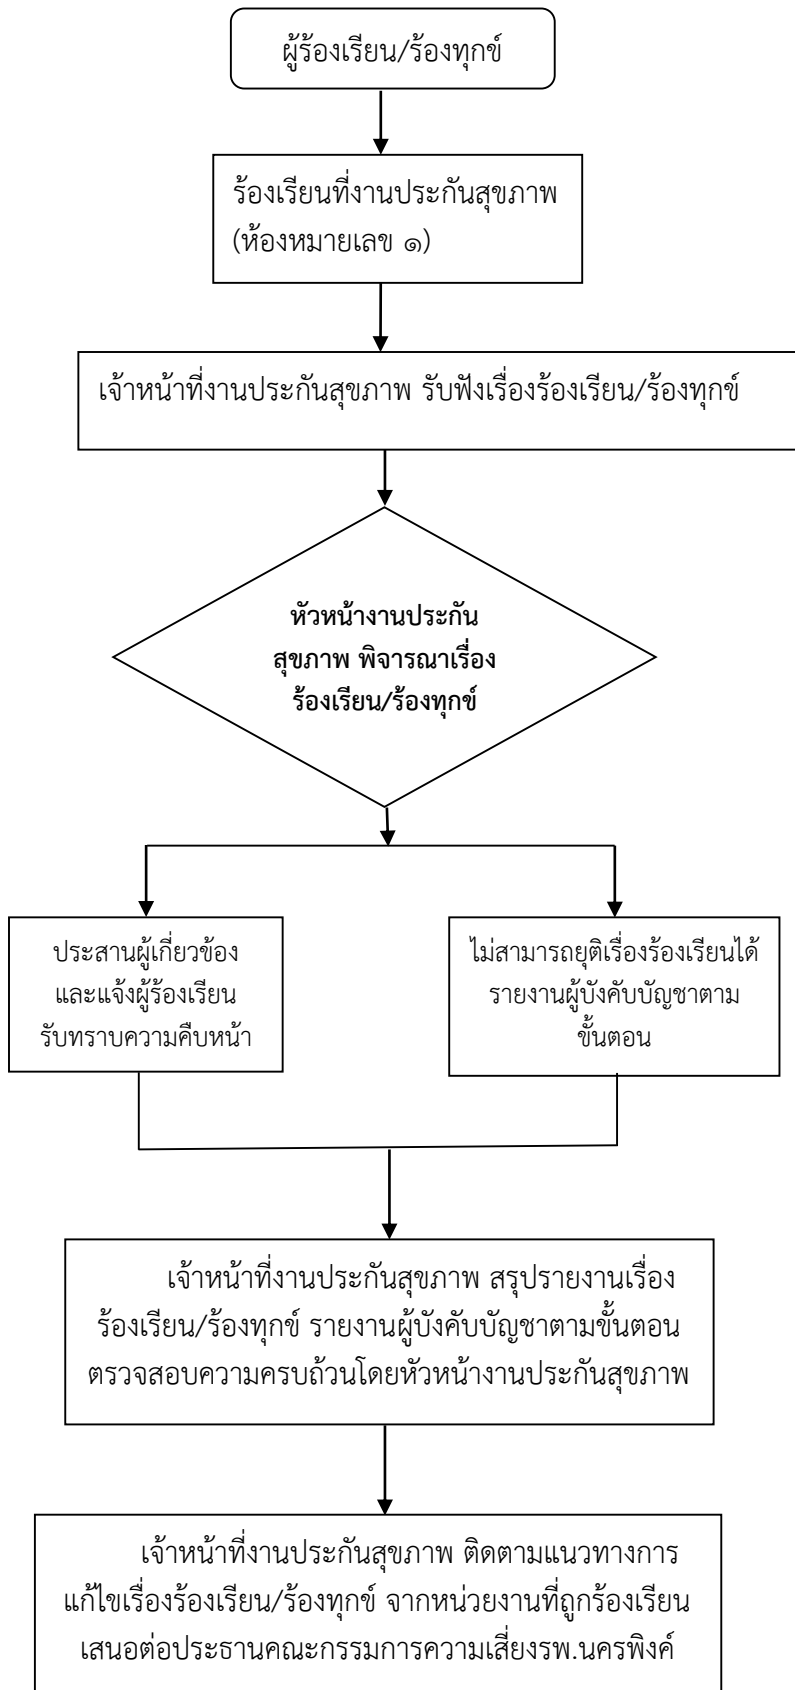 ผู้ร้องเรียน/ร้องทุกข์
ร้องเรียนที่งานประกันสุขภาพ
(ห้องหมายเลข ๑)
เจ้าหน้าที่งานประกันสุขภาพ รับฟังเรื่องร้องเรียน/ร้องทุกข์
หัวหน้างานประกัน
สุขภาพ พิจารณาเรื่อง
ร้องเรียน/ร้องทุกข์
ประสานผู้เกี่ยวข้อง
และแจ้งผู้ร้องเรียน
รับทราบความคืบหน้า
ไม่สามารถยุติเรื่องร้องเรียนได้
รายงานผู้บังคับบัญชาตาม
ขั้นตอน
เจ้าหน้าที่งานประกันสุขภาพ สรุปรายงานเรื่อง
ร้องเรียน/ร้องทุกข์ รายงานผู้บังคับบัญชาตามขั้นตอน
ตรวจสอบความครบถ้วนโดยหัวหน้างานประกันสุขภาพ
เจ้าหน้าที่งานประกันสุขภาพ ติดตามแนวทางการ
แก้ไขเรื่องร้องเรียน/ร้องทุกข์ จากหน่วยงานที่ถูกร้องเรียน
เสนอต่อประธานคณะกรรมการความเสี่ยงรพ.นครพิงค์